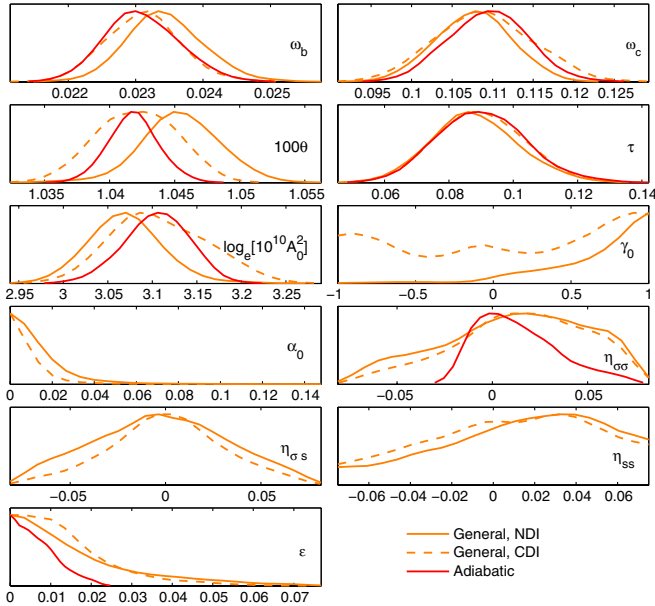 ω_b
0.022 0.023 0.024 0.025
ω_c
0.095 0.1 0.105 0.11 0.115 0.12 0.125
100θ
1.035 1.04 1.045 1.05 1.055
τ
0.06 0.08 0.1 0.12 0.14
log_e[10^10 A_0^2]
2.95 3 3.05 3.1 3.15 3.2 3.25
γ_0
−1 −0.5 0 0.5 1
α_0
0 0.02 0.04 0.06 0.08 0.1 0.12 0.14
η_σσ
−0.05 0 0.05
η_σ s
−0.05 0 0.05
η_ss
−0.06 −0.04 −0.02 0 0.02 0.04 0.06
ε
0 0.01 0.02 0.03 0.04 0.05 0.06 0.07
General, NDI
General, CDI
Adiabatic